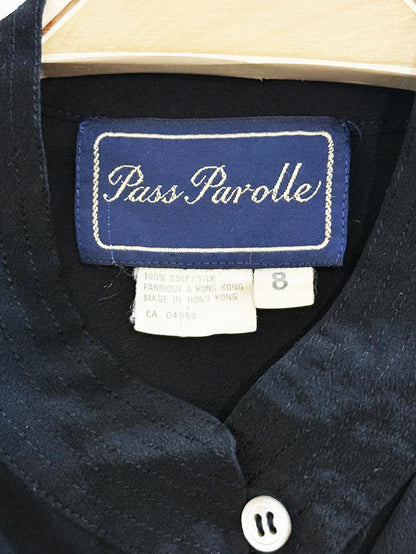 Pass Parolle
100% SOIE/SILK
FABRIQUE A HONG KONG
MADE IN HONG KONG
CA 04950
8